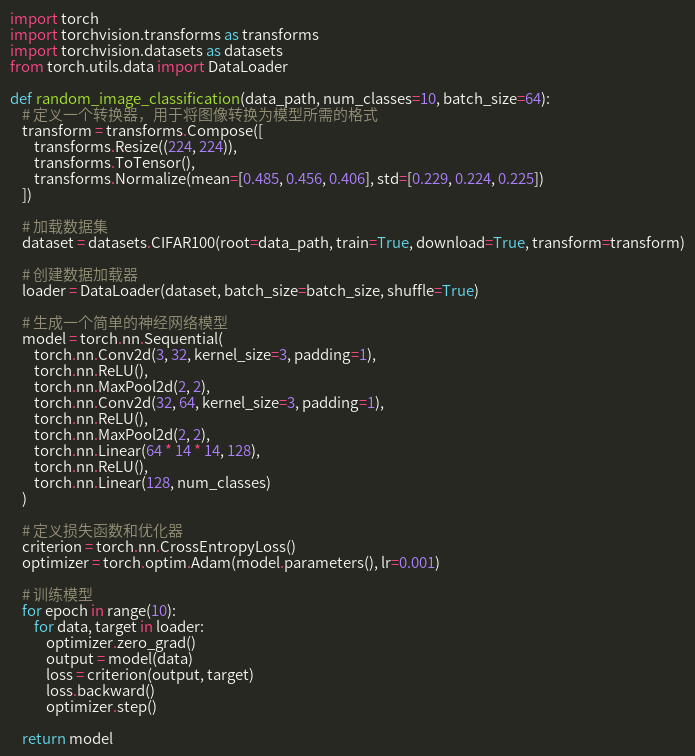 import torch
import torchvision.transforms as transforms
import torchvision.datasets as datasets
from torch.utils.data import DataLoader

def random_image_classification(data_path, num_classes=10, batch_size=64):
    # 定义一个转换器，用于将图像转换为模型所需的格式
    transform = transforms.Compose([
        transforms.Resize((224, 224)),
        transforms.ToTensor(),
        transforms.Normalize(mean=[0.485, 0.456, 0.406], std=[0.229, 0.224, 0.225])
    ])

    # 加载数据集
    dataset = datasets.CIFAR100(root=data_path, train=True, download=True, transform=transform)

    # 创建数据加载器
    loader = DataLoader(dataset, batch_size=batch_size, shuffle=True)

    # 生成一个简单的神经网络模型
    model = torch.nn.Sequential(
        torch.nn.Conv2d(3, 32, kernel_size=3, padding=1),
        torch.nn.ReLU(),
        torch.nn.MaxPool2d(2, 2),
        torch.nn.Conv2d(32, 64, kernel_size=3, padding=1),
        torch.nn.ReLU(),
        torch.nn.MaxPool2d(2, 2),
        torch.nn.Linear(64 * 14 * 14, 128),
        torch.nn.ReLU(),
        torch.nn.Linear(128, num_classes)
    )

    # 定义损失函数和优化器
    criterion = torch.nn.CrossEntropyLoss()
    optimizer = torch.optim.Adam(model.parameters(), lr=0.001)

    # 训练模型
    for epoch in range(10):
        for data, target in loader:
            optimizer.zero_grad()
            output = model(data)
            loss = criterion(output, target)
            loss.backward()
            optimizer.step()

    return model